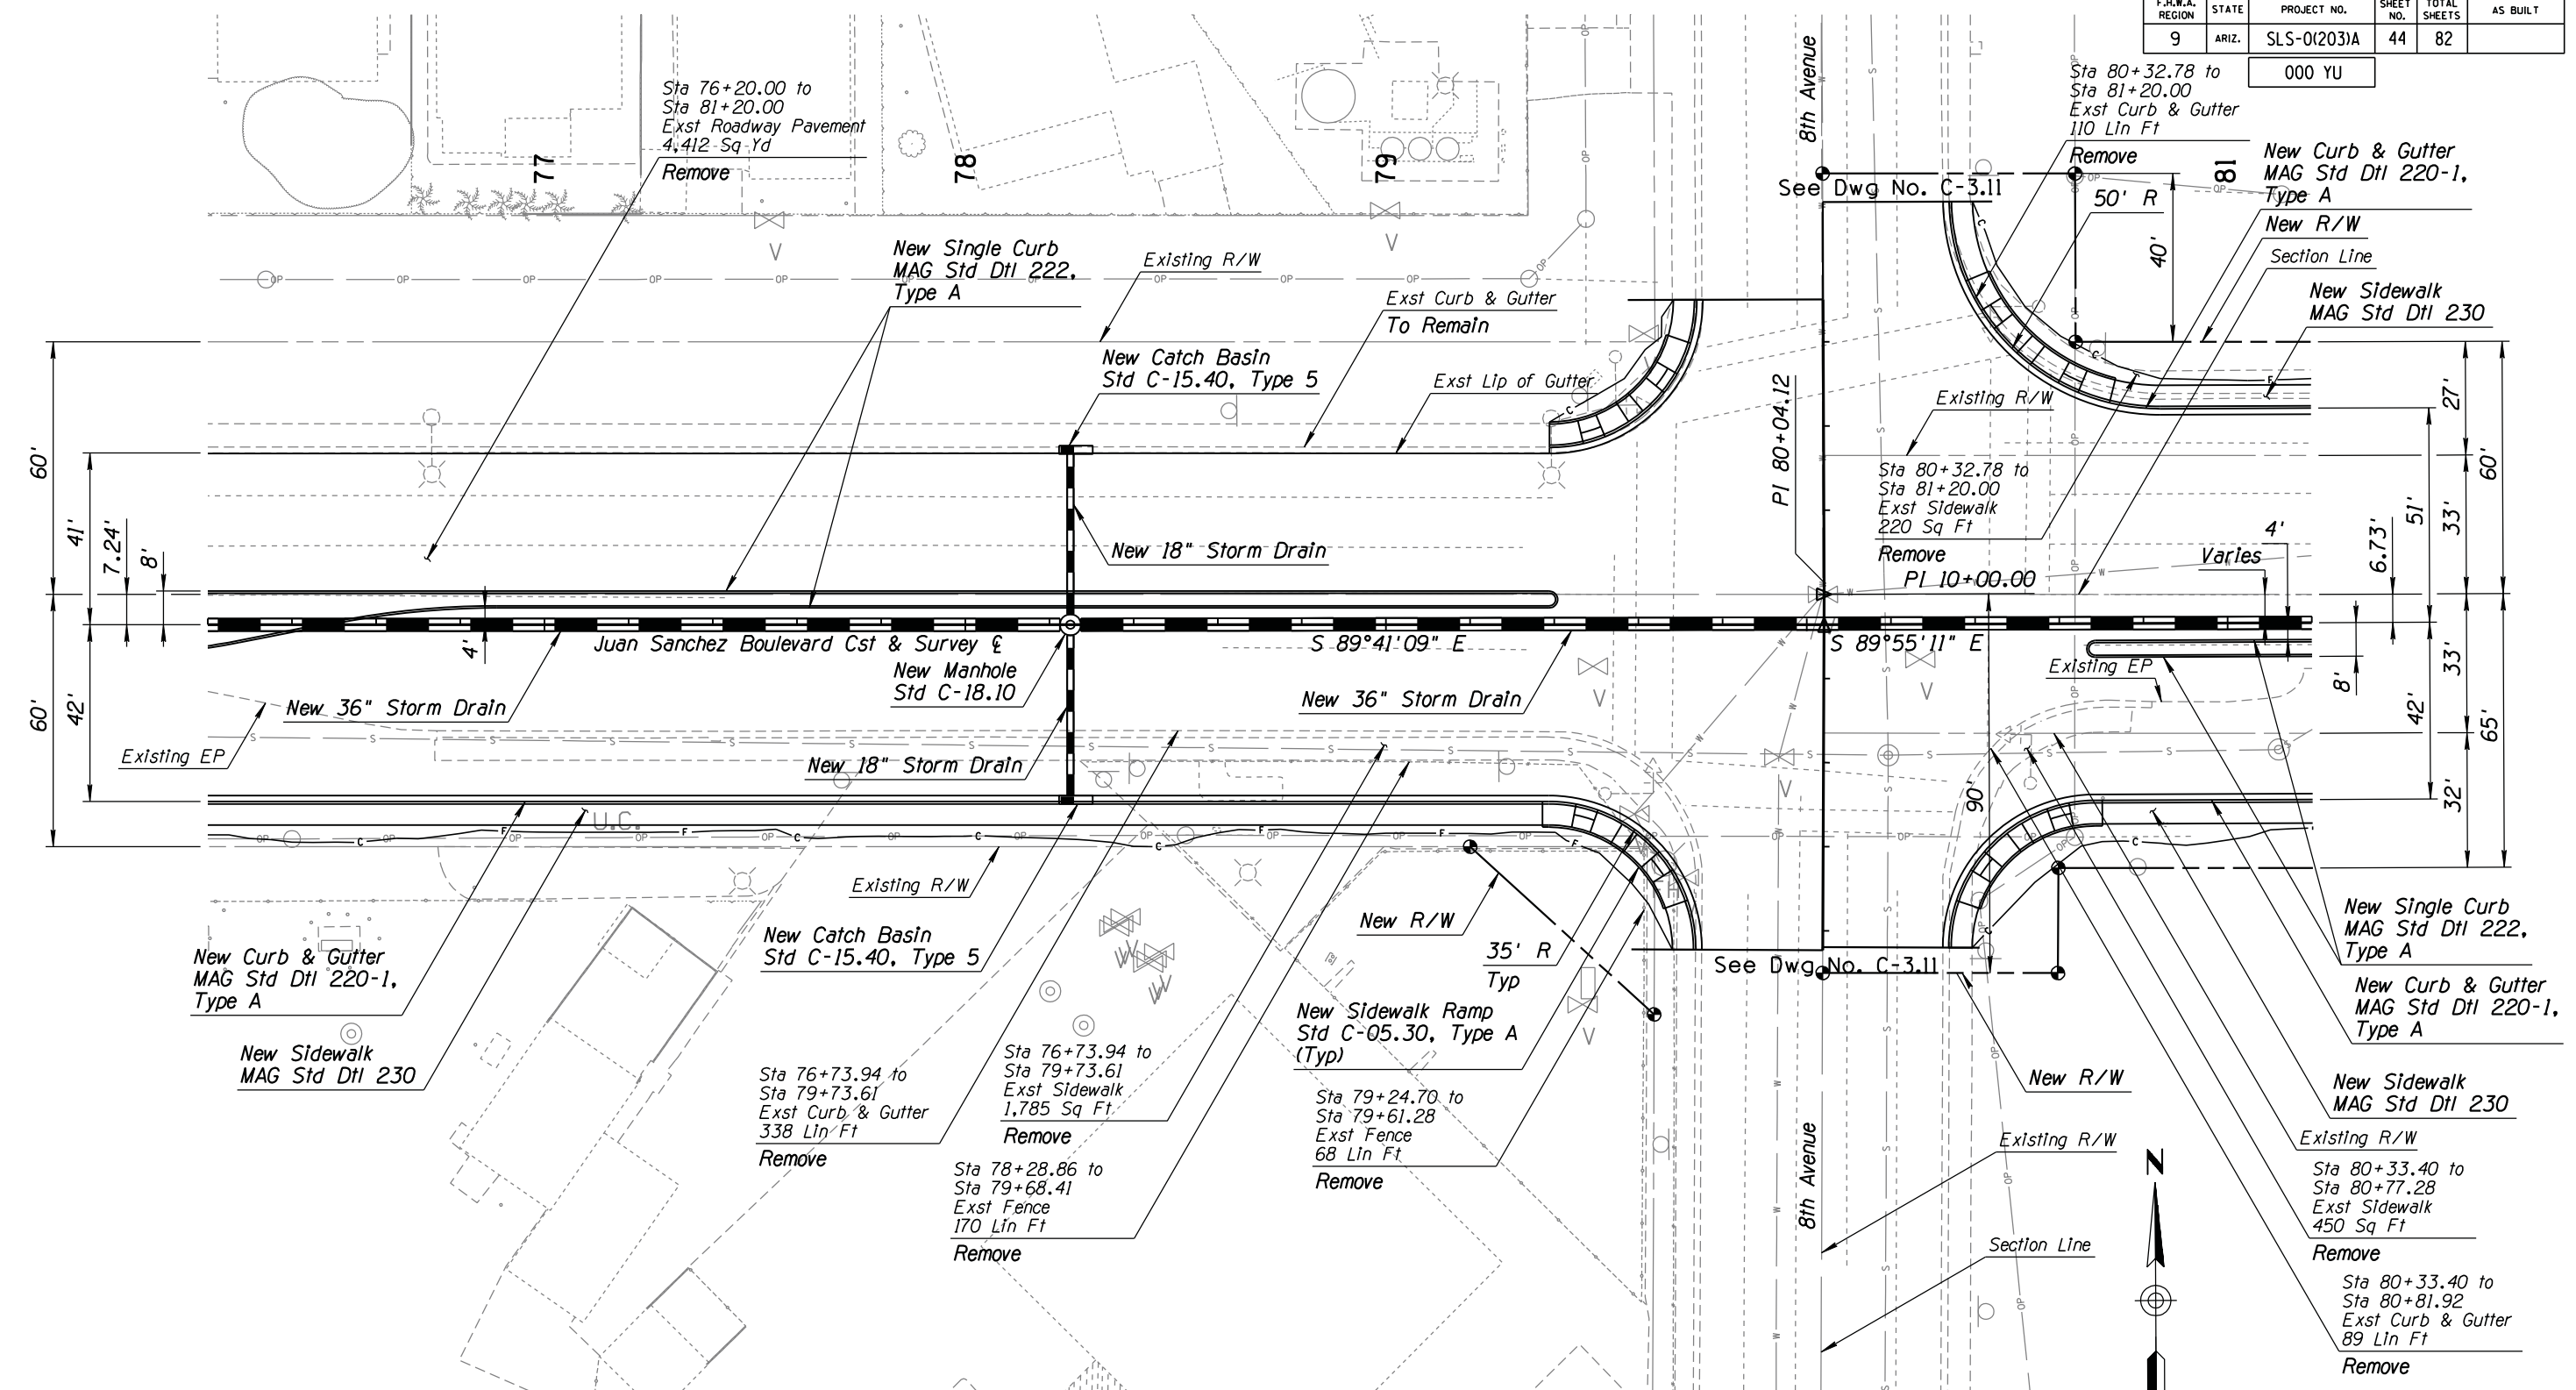 F.H.W.A. REGION
STATE
PROJECT NO.
SHEET NO.
TOTAL SHEETS
AS BUILT
9
ARIZ.
SLS-0(203)A
44
82
000 YU
77
78
79
81
8th Avenue
Sta 76+20.00 to
Sta 81+20.00
Exst Roadway Pavement
4,412 Sq Yd
Remove
New Single Curb
MAG Std Dtl 222,
Type A
Existing R/W
Exst Curb & Gutter
To Remain
New Catch Basin
Std C-15.40, Type 5
Exst Lip of Gutter
See Dwg No. C-3.11
Sta 80+32.78 to
Sta 81+20.00
Exst Curb & Gutter
110 Lin Ft
Remove
50' R
40'
New Curb & Gutter
MAG Std Dtl 220-1,
Type A
New R/W
Section Line
New Sidewalk
MAG Std Dtl 230
Existing R/W
PI 80+04.12
Sta 80+32.78 to
Sta 81+20.00
Exst Sidewalk
220 Sq Ft
Remove
PI 10+00.00
Varies
4'
6.73'
51'
27'
33'
60'
60'
41'
7.24'
8'
New 18" Storm Drain
Juan Sanchez Boulevard Cst & Survey ℄
S 89°41'09" E
S 89°55'11" E
4'
New Manhole
Std C-18.10
New 36" Storm Drain
New 36" Storm Drain
Existing EP
8'
42'
33'
65'
32'
60'
42'
Existing EP
New 18" Storm Drain
90'
U.C.
Existing R/W
New Curb & Gutter
MAG Std Dtl 220-1,
Type A
New Sidewalk
MAG Std Dtl 230
New Catch Basin
Std C-15.40, Type 5
New R/W
35' R
Typ
See Dwg No. C-3.11
New Sidewalk Ramp
Std C-05.30, Type A
(Typ)
Sta 76+73.94 to
Sta 79+73.61
Exst Curb & Gutter
338 Lin Ft
Remove
Sta 76+73.94 to
Sta 79+73.61
Exst Sidewalk
1,785 Sq Ft
Remove
Sta 78+28.86 to
Sta 79+68.41
Exst Fence
170 Lin Ft
Remove
Sta 79+24.70 to
Sta 79+61.28
Exst Fence
68 Lin Ft
Remove
8th Avenue
New R/W
Existing R/W
Section Line
N
New Single Curb
MAG Std Dtl 222,
Type A
New Curb & Gutter
MAG Std Dtl 220-1,
Type A
New Sidewalk
MAG Std Dtl 230
Existing R/W
Sta 80+33.40 to
Sta 80+77.28
Exst Sidewalk
450 Sq Ft
Remove
Sta 80+33.40 to
Sta 80+81.92
Exst Curb & Gutter
89 Lin Ft
Remove